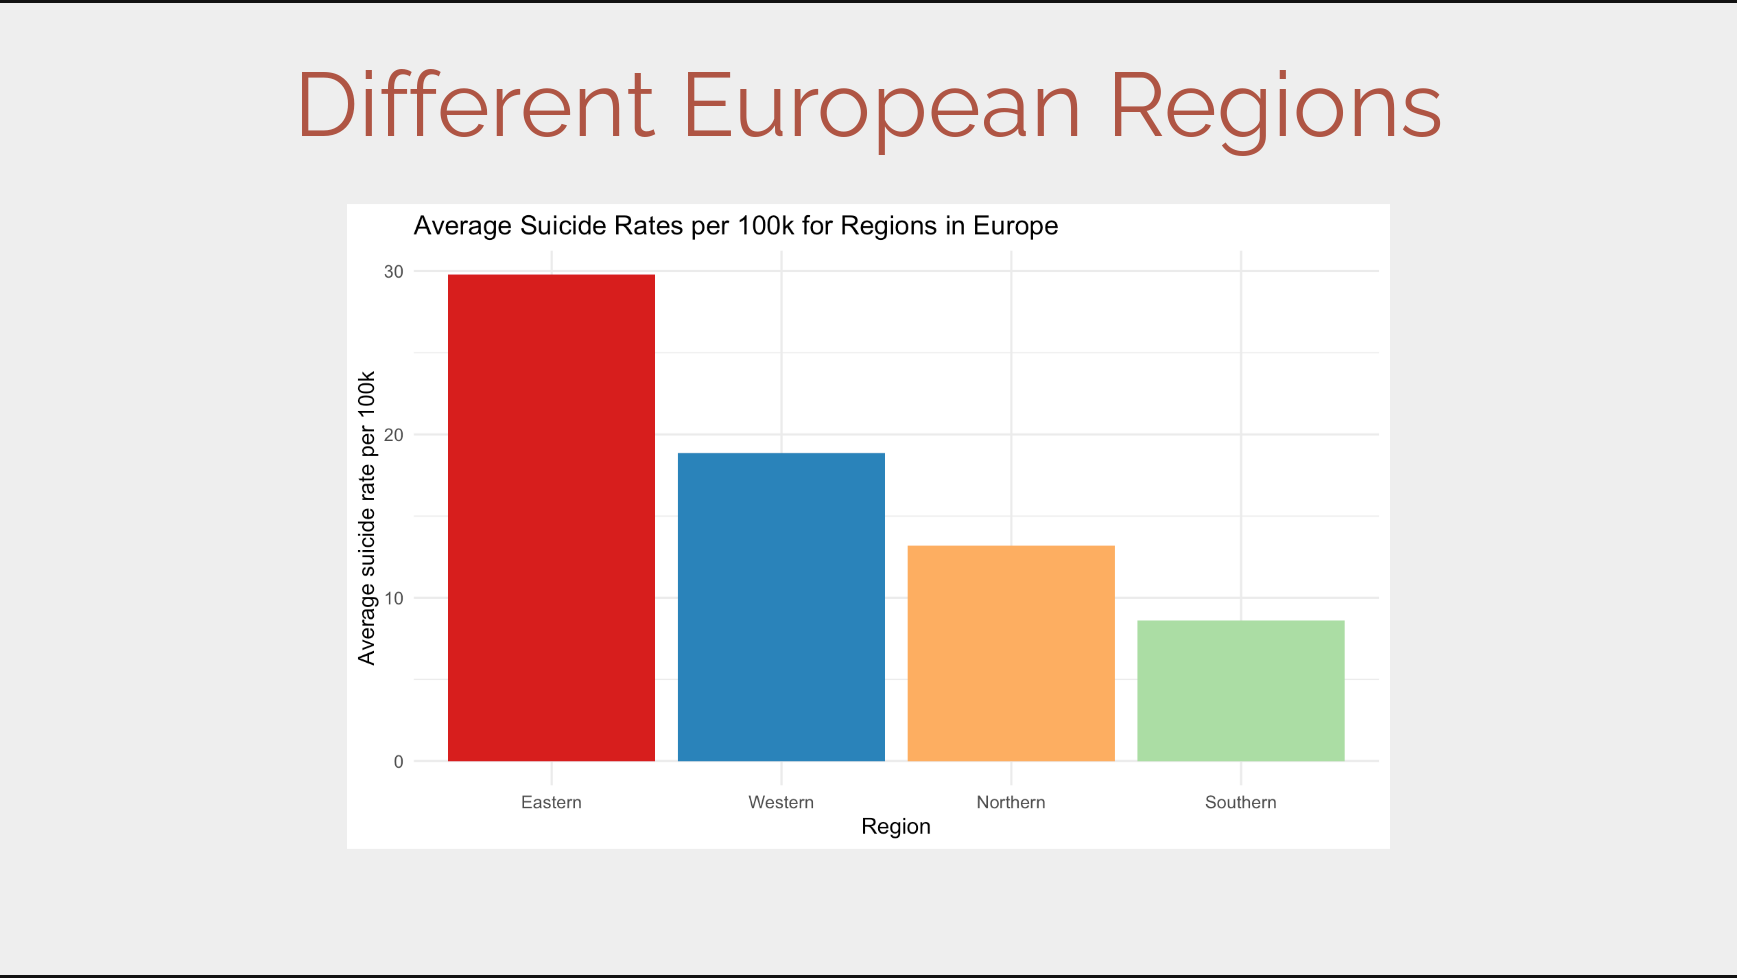 Different European Regions
Average Suicide Rates per 100k for Regions in Europe
Average suicide rate per 100k
30
20
10
0
Eastern
Western
Northern
Southern
Region